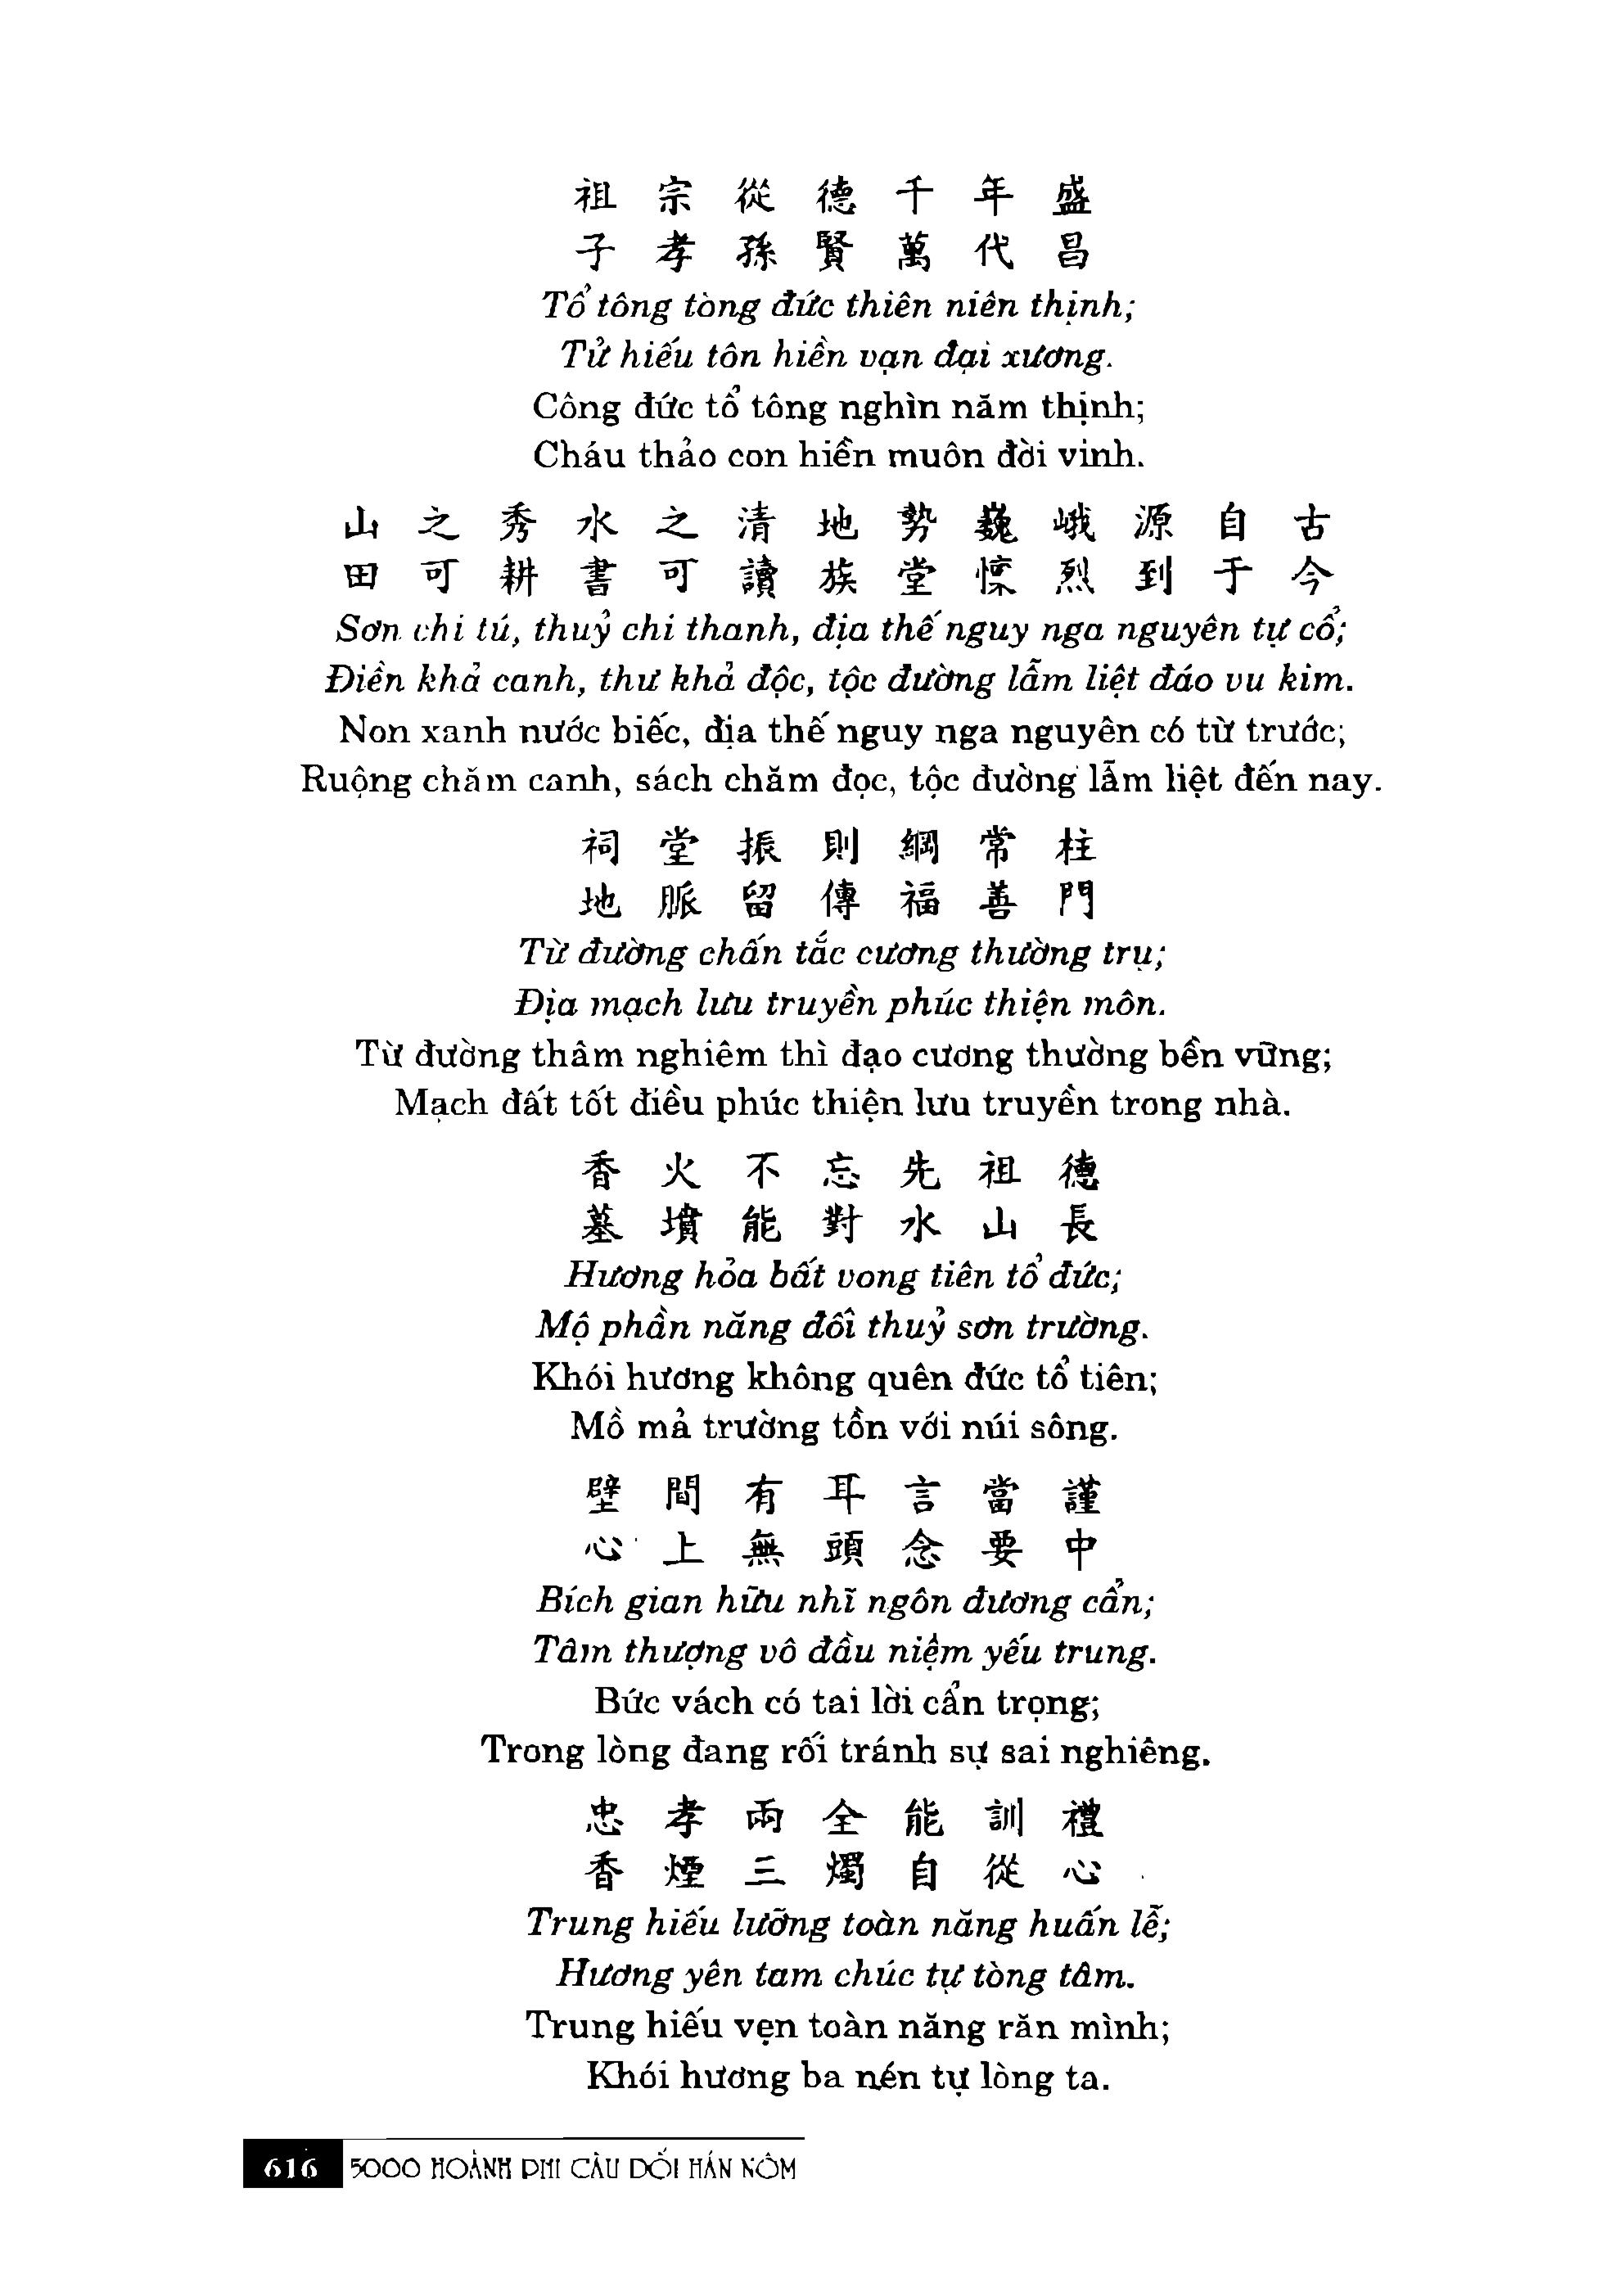 祖宗從德千年盛
子孝孫賢萬代昌
Tổ tông tòng đức thiên niên thịnh;
Tử hiếu tôn hiền vạn đại xương.
Công đức tổ tông nghìn năm thịnh;
Cháu thảo con hiền muôn đời vinh.
山之秀水之清地勢巍峨源自古
田可耕書可讀族堂懍烈到于今
Sơn chi tú, thuỷ chi thanh, địa thế nguy nga nguyên tự cổ;
Điền khả canh, thư khả độc, tộc đường lẫm liệt đáo vu kim.
Non xanh nước biếc, địa thế nguy nga nguyên có từ trước;
Ruộng chăm canh, sách chăm đọc, tộc đường lẫm liệt đến nay.
祠堂振則綱常柱
地脈留傳福善門
Từ đường chấn tắc cương thường trụ;
Địa mạch lưu truyền phúc thiện môn.
Từ đường thâm nghiêm thì đạo cương thường bền vững;
Mạch đất tốt điều phúc thiện lưu truyền trong nhà.
香火不忘先祖德
墓墳能對水山長
Hương hỏa bất vong tiên tổ đức;
Mộ phần năng đối thuỷ sơn trường.
Khói hương không quên đức tổ tiên;
Mồ mả trường tồn với núi sông.
壁間有耳言當謹
心上無頭念要中
Bích gian hữu nhĩ ngôn đương cẩn;
Tâm thượng vô đầu niệm yếu trung.
Bức vách có tai lời cẩn trọng;
Trong lòng đang rối tránh sự sai nghiêng.
忠孝兩全能訓禮
香煙三燭自從心
Trung hiếu lưỡng toàn năng huấn lễ;
Hương yên tam chúc tự tòng tâm.
Trung hiếu vẹn toàn năng răn mình;
Khói hương ba nén tự lòng ta.
616 5000 HOÀNH PHI CÂU ĐỐI HÁN NÔM